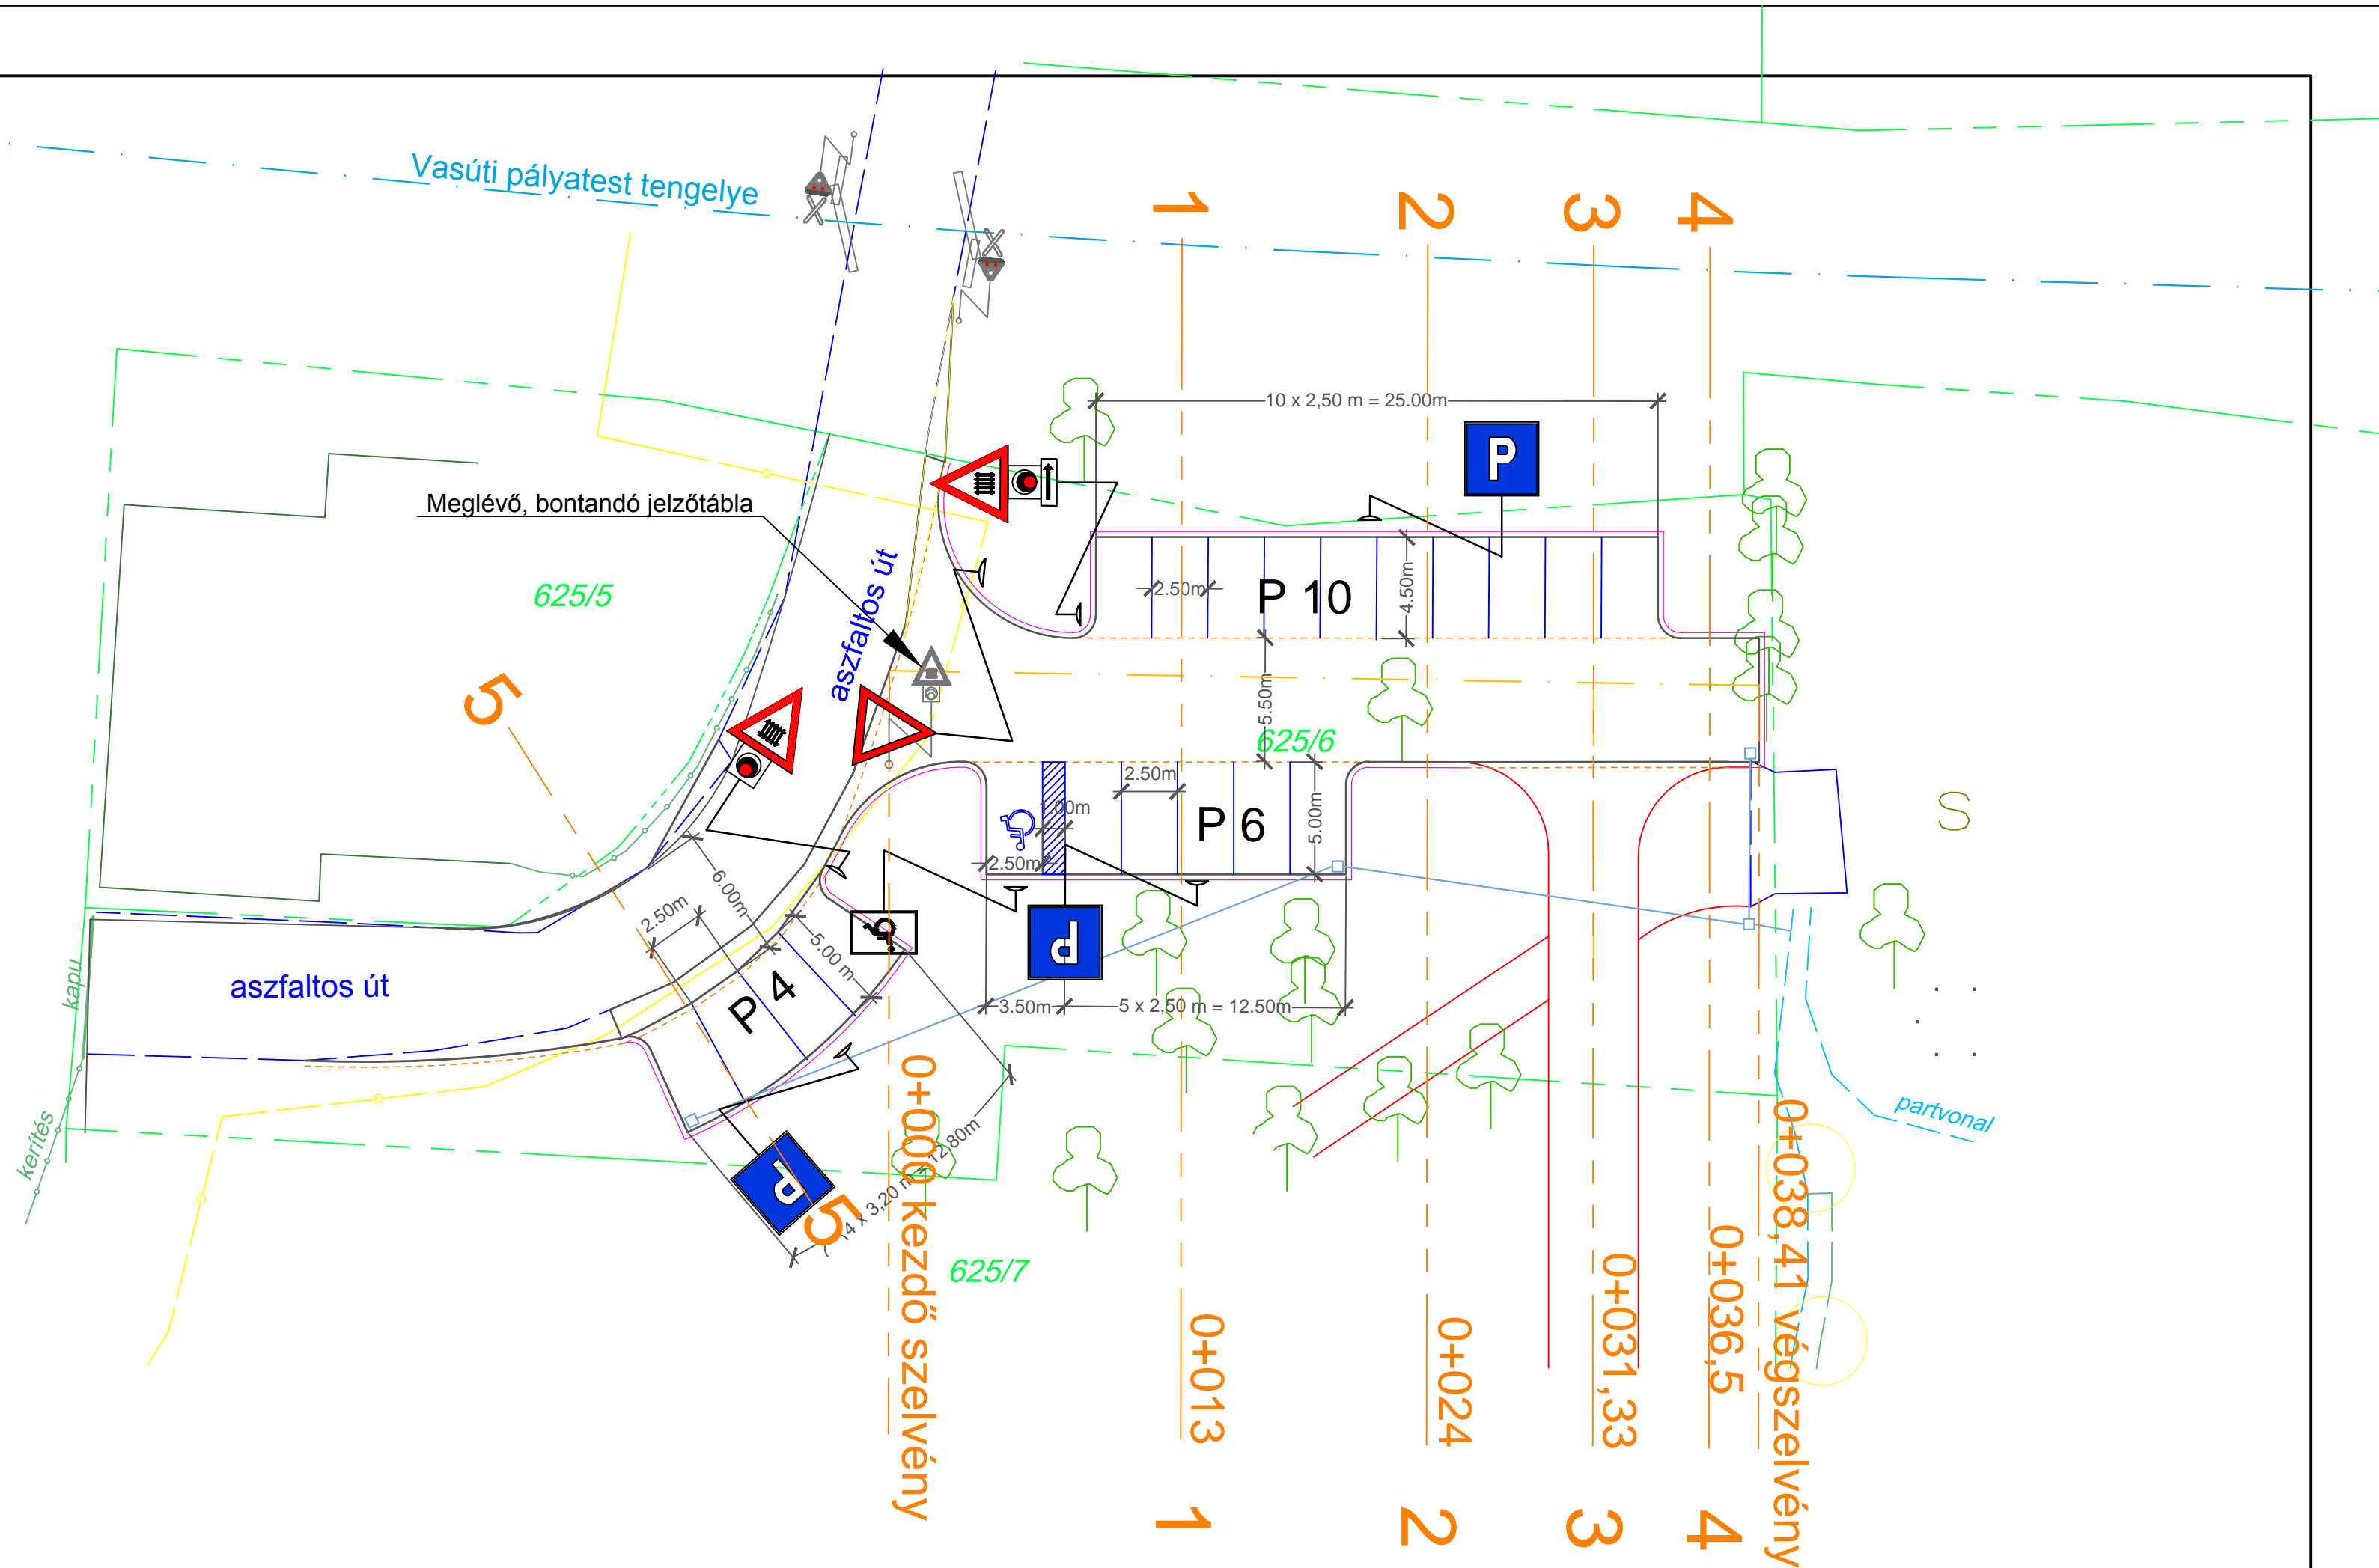 Vasúti pályatest tengelye
1
2
3
4
10 x 2,50 m = 25.00m
P
Meglévő, bontandó jelzőtábla
625/5
aszfaltos út
2.50m
P 10
4.50m
5
5.50m
625/6
2.50m
1.00m
P 6
5.00m
2.50m
S
6.00m
2.50m
5.00 m
P 4
P
kapu
aszfaltos út
3.50m
5 x 2,50 m = 12.50m
kerítés
partvonal
P
5
(4 x 3,20 m = 12.80m
625/7
0+000 kezdő szelvény
0+013
0+024
0+031,33
0+036,5
0+038,41 végszelvény
1
2
3
4